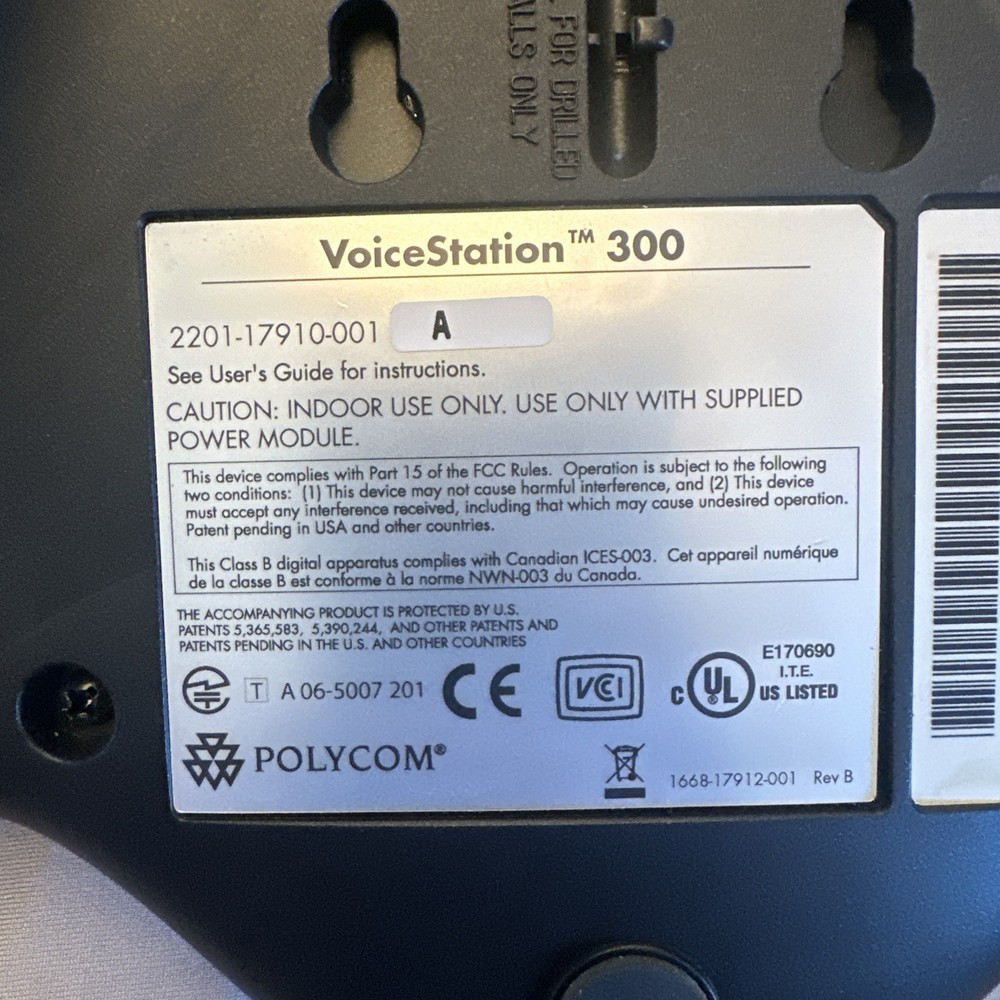 FOR DRILLED
ALLS ONLY
VoiceStation™ 300
2201-17910-001 A
See User's Guide for instructions.
CAUTION: INDOOR USE ONLY. USE ONLY WITH SUPPLIED
POWER MODULE.
This device complies with Part 15 of the FCC Rules. Operation is subject to the following
two conditions: (1) This device may not cause harmful interference, and (2) This device
must accept any interference received, including that which may cause undesired operation.
Patent pending in USA and other countries.
This Class B digital apparatus complies with Canadian ICES-003. Cet appareil numérique
de la classe B est conforme à la norme NWN-003 du Canada.
THE ACCOMPANYING PRODUCT IS PROTECTED BY U.S.
PATENTS 5,365,583, 5,390,244, AND OTHER PATENTS AND
PATENTS PENDING IN THE U.S. AND OTHER COUNTRIES
T A 06-5007 201 CE VCI c UL ® US LISTED
E170690
I.T.E.
POLYCOM®
1668-17912-001 Rev B